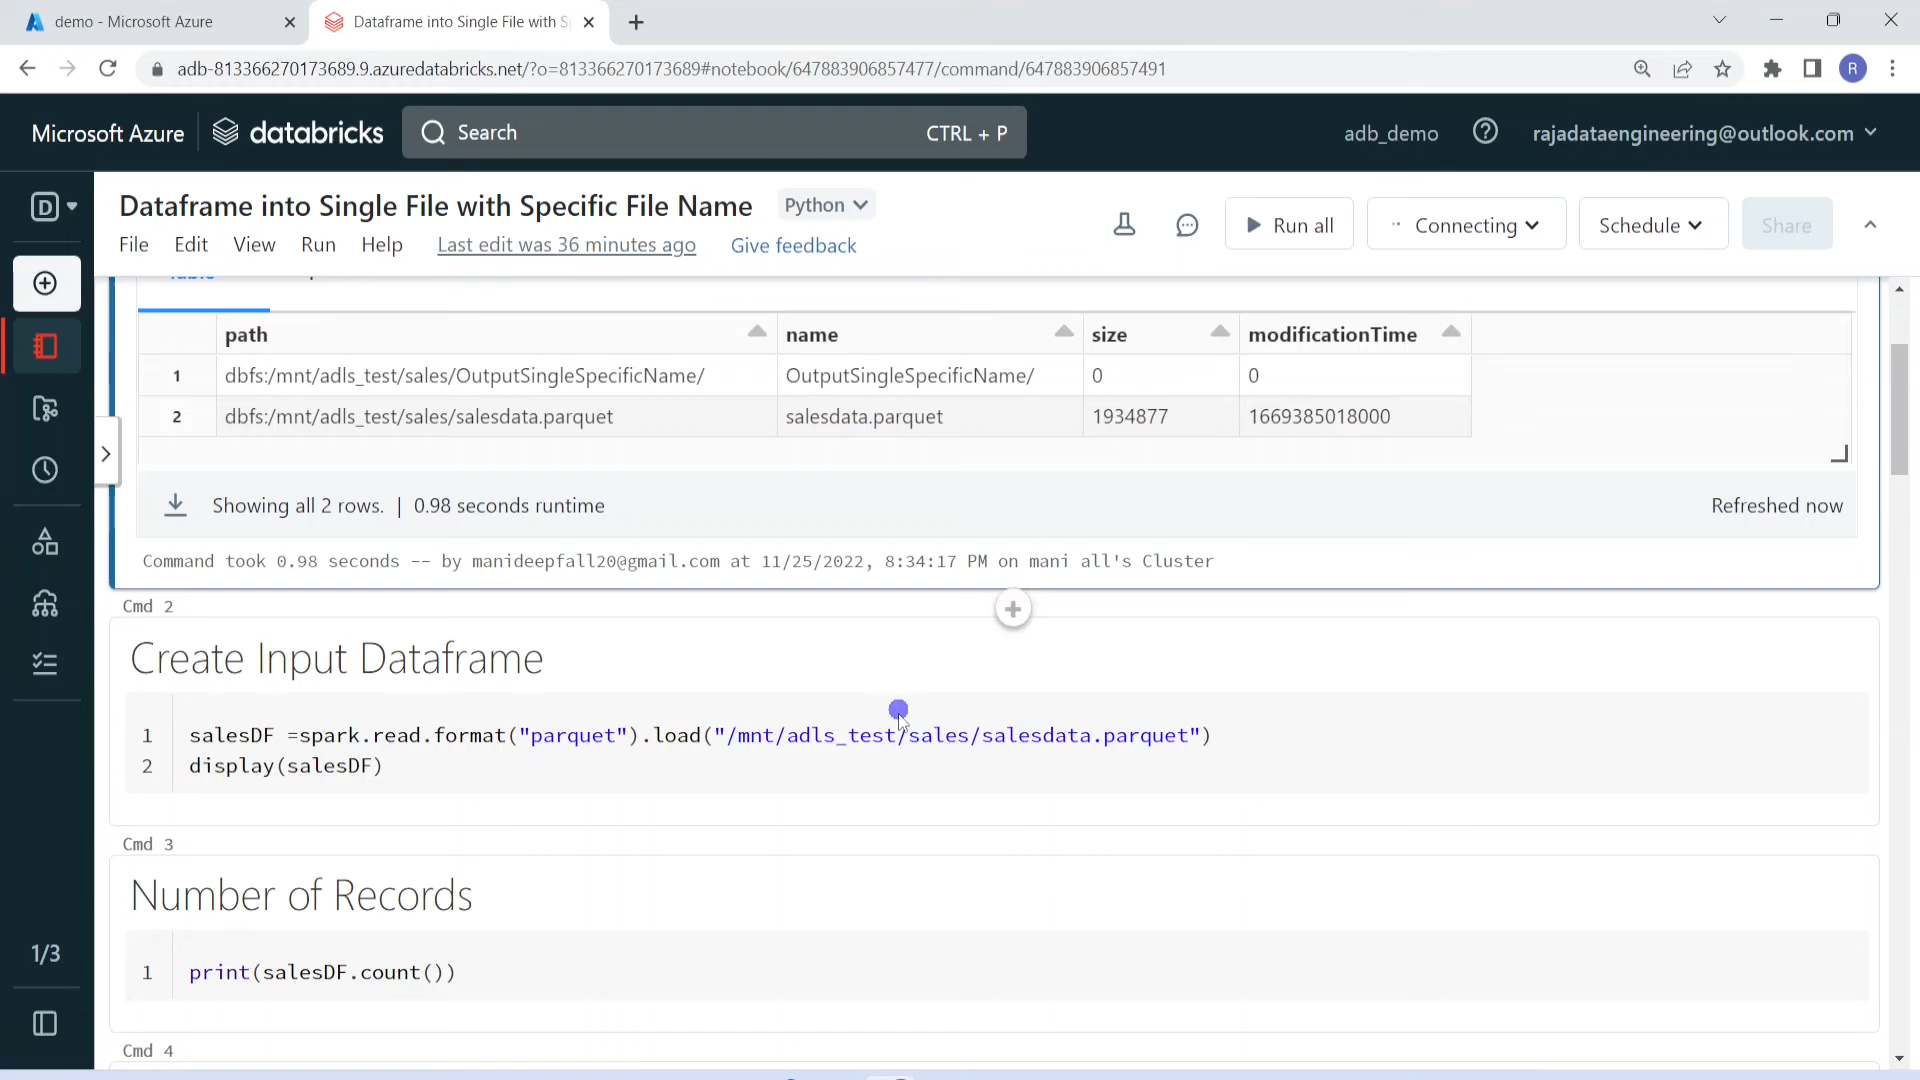 demo - Microsoft Azure
Dataframe into Single File with S
adb-813366270173689.9.azuredatabricks.net/?o=813366270173689#notebook/647883906857477/command/647883906857491
R
Microsoft Azure
databricks
Search
CTRL + P
adb_demo
rajadataengineering@outlook.com
D
Dataframe into Single File with Specific File Name
Python
File
Edit
View
Run
Help
Last edit was 36 minutes ago
Give feedback
Run all
Connecting
Schedule
Share
path
name
size
modificationTime
1
dbfs:/mnt/adls_test/sales/OutputSingleSpecificName/
OutputSingleSpecificName/
0
0
2
dbfs:/mnt/adls_test/sales/salesdata.parquet
salesdata.parquet
1934877
1669385018000
Showing all 2 rows. | 0.98 seconds runtime
Refreshed now
Command took 0.98 seconds -- by manideepfall20@gmail.com at 11/25/2022, 8:34:17 PM on mani all's Cluster
Cmd 2
Create Input Dataframe
1 salesDF =spark.read.format("parquet").load("/mnt/adls_test/sales/salesdata.parquet")
2 display(salesDF)
Cmd 3
Number of Records
1 print(salesDF.count())
1/3
Cmd 4